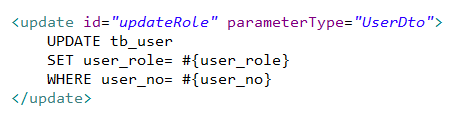 <update id="updateRole" parameterType="UserDto">
    UPDATE tb_user
    SET user_role= #{user_role}
    WHERE user_no= #{user_no}
</update>